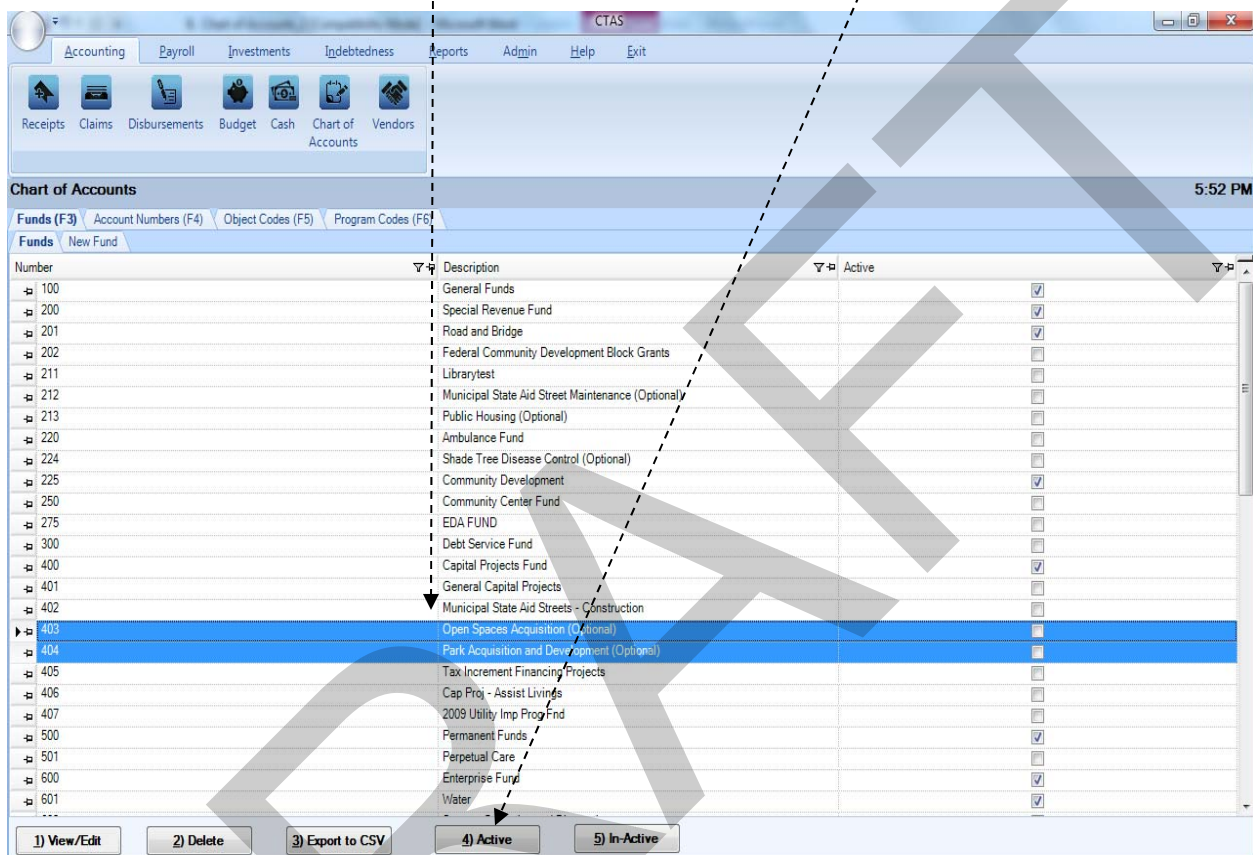 CTAS
Accounting Payroll Investments Indebtedness Reports Admin Help Exit
Receipts Claims Disbursements Budget Cash Chart of Accounts Vendors
Chart of Accounts 5:52 PM
Funds (F3) Account Numbers (F4) Object Codes (F5) Program Codes (F6)
Funds New Fund
Number Description Active
100 General Funds
200 Special Revenue Fund
201 Road and Bridge
202 Federal Community Development Block Grants
211 Librarytest
212 Municipal State Aid Street Maintenance (Optional)
213 Public Housing (Optional)
220 Ambulance Fund
224 Shade Tree Disease Control (Optional)
225 Community Development
250 Community Center Fund
275 EDA FUND
300 Debt Service Fund
400 Capital Projects Fund
401 General Capital Projects
402 Municipal State Aid Streets - Construction
403 Open Spaces Acquisition (Optional)
404 Park Acquisition and Development (Optional)
405 Tax Increment Financing Projects
406 Cap Proj - Assist Livings
407 2009 Utility Imp Prog Fnd
500 Permanent Funds
501 Perpetual Care
600 Enterprise Fund
601 Water
1) View/Edit 2) Delete 3) Export to CSV 4) Active 5) In-Active
DRAFT